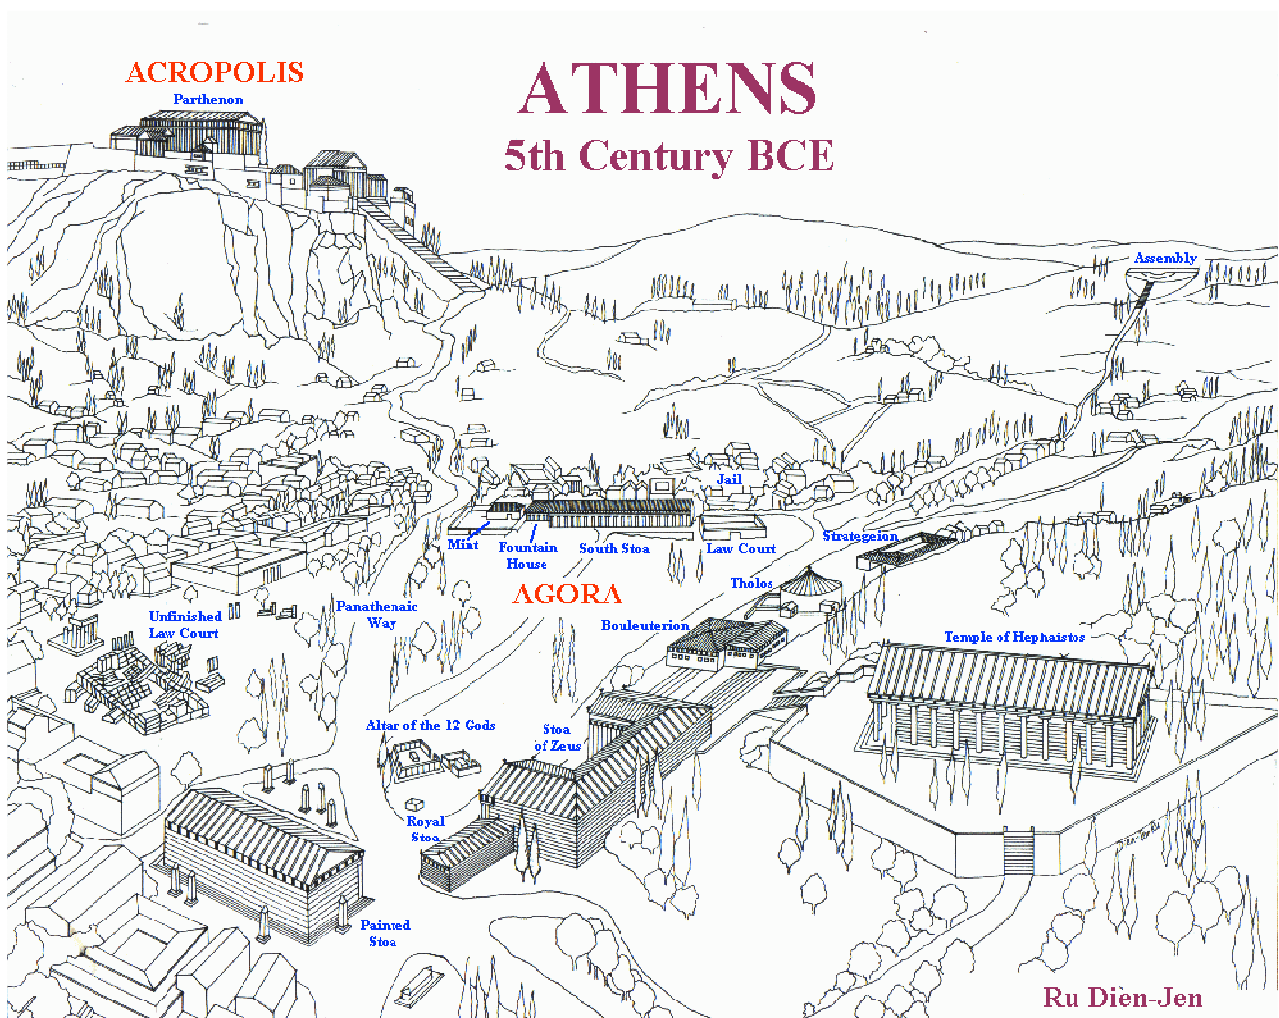 ACROPOLIS
Parthenon
ATHENS
5th Century BCE
Assembly
Jail
Mint
Fountain
House
South Stoa
Law Court
Strategeion
AGORA
Tholos
Panathenaic
Way
Unfinished
Law Court
Bouleuterion
Temple of Hephaistos
Altar of the 12 Gods
Stoa
of Zeus
Royal
Stoa
Painted
Stoa
Ru Dien-Jen